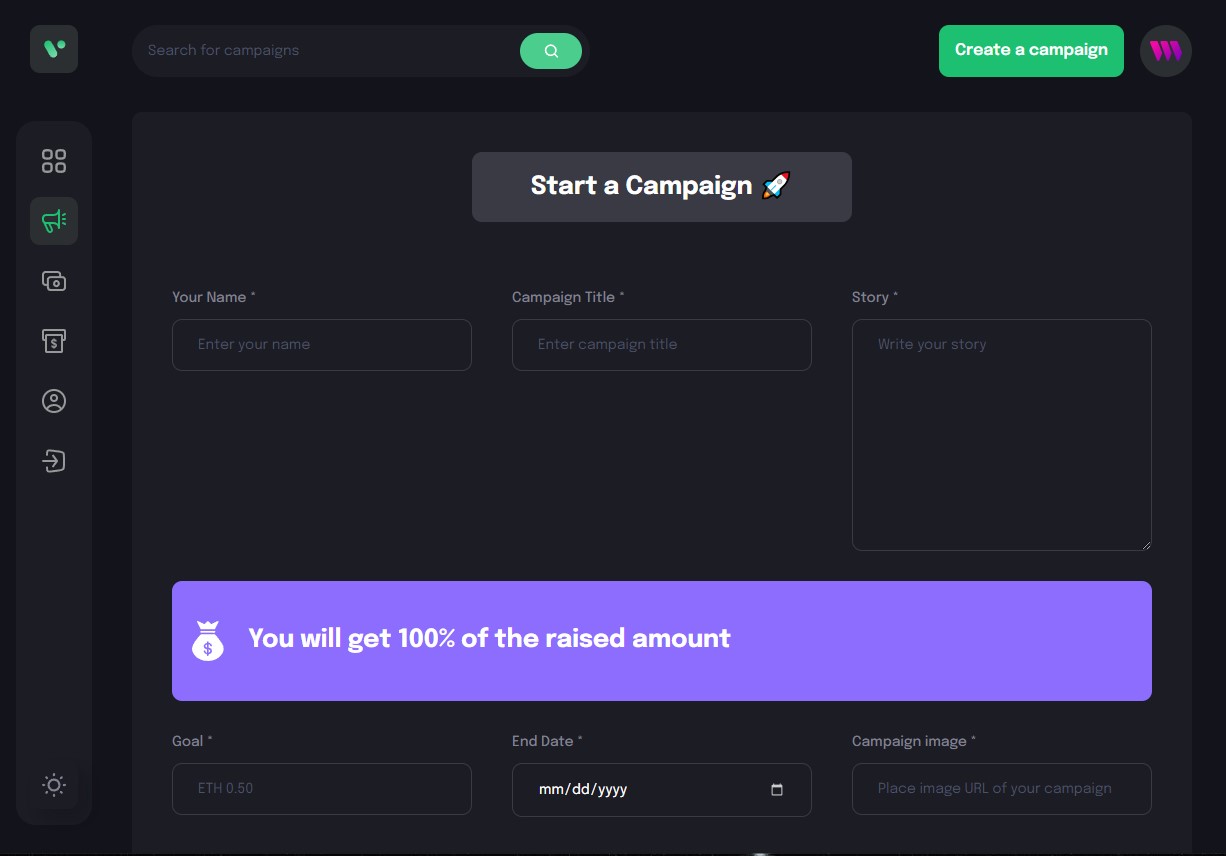 Search for campaigns
Create a campaign
Start a Campaign 🚀
Your Name *
Campaign Title *
Story *
Enter your name
Enter campaign title
Write your story
$
$
You will get 100% of the raised amount
Goal *
End Date *
Campaign image *
ETH 0.50
mm/dd/yyyy
Place image URL of your campaign